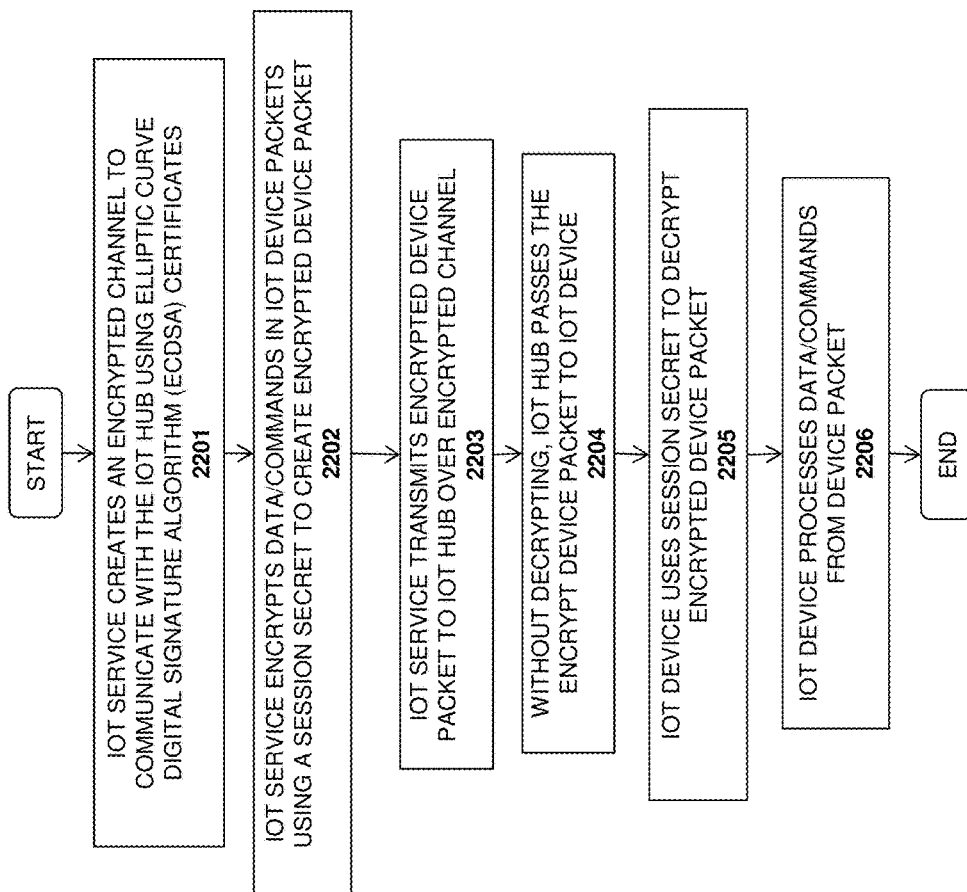 START
IOT SERVICE CREATES AN ENCRYPTED CHANNEL TO
COMMUNICATE WITH THE IOT HUB USING ELLIPTIC CURVE
DIGITAL SIGNATURE ALGORITHM (ECDSA) CERTIFICATES
2201
IOT SERVICE ENCRYPTS DATA/COMMANDS IN IOT DEVICE PACKETS
USING A SESSION SECRET TO CREATE ENCRYPTED DEVICE PACKET
2202
IOT SERVICE TRANSMITS ENCRYPTED DEVICE
PACKET TO IOT HUB OVER ENCRYPTED CHANNEL
2203
WITHOUT DECRYPTING, IOT HUB PASSES THE
ENCRYPT DEVICE PACKET TO IOT DEVICE
2204
IOT DEVICE USES SESSION SECRET TO DECRYPT
ENCRYPTED DEVICE PACKET
2205
IOT DEVICE PROCESSES DATA/COMMANDS
FROM DEVICE PACKET
2206
END